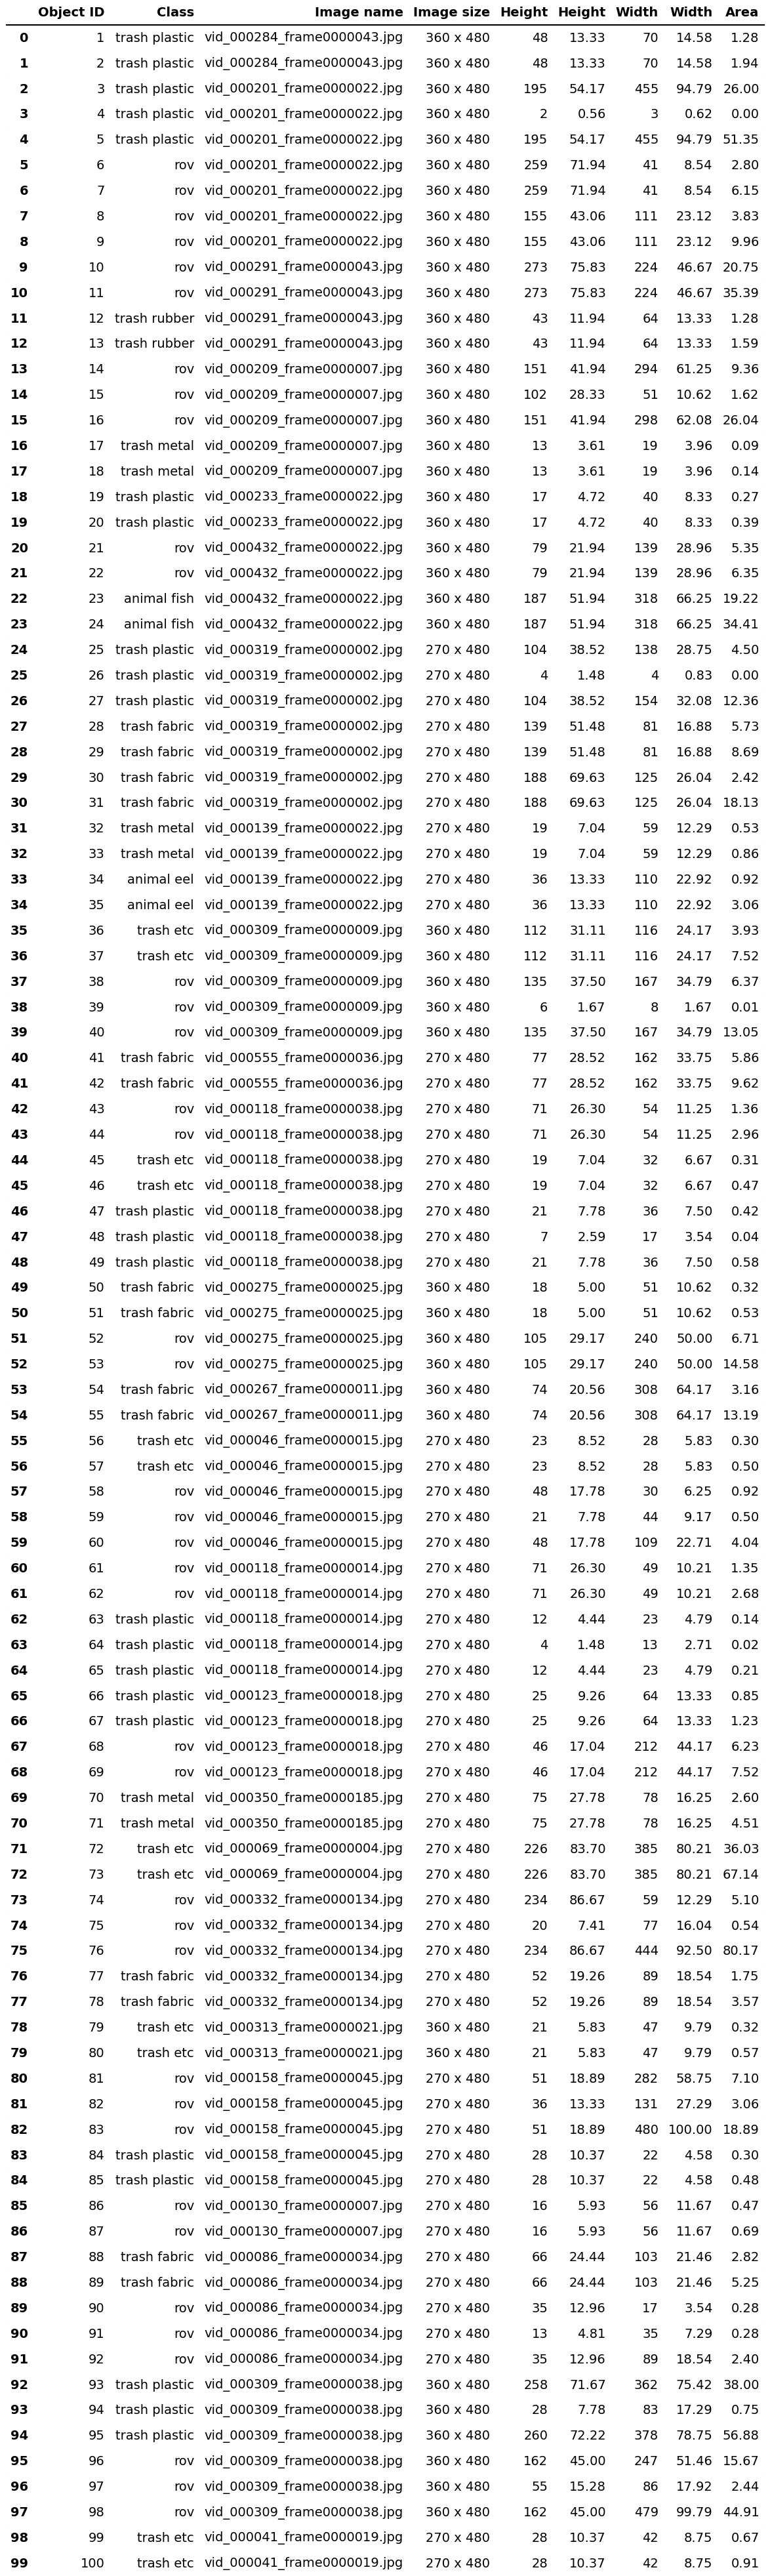 Object ID Class Image name Image size Height Height Width Width Area
0 1 trash plastic vid_000284_frame0000043.jpg 360 x 480 48 13.33 70 14.58 1.28
1 2 trash plastic vid_000284_frame0000043.jpg 360 x 480 48 13.33 70 14.58 1.94
2 3 trash plastic vid_000201_frame0000022.jpg 360 x 480 195 54.17 455 94.79 26.00
3 4 trash plastic vid_000201_frame0000022.jpg 360 x 480 2 0.56 3 0.62 0.00
4 5 trash plastic vid_000201_frame0000022.jpg 360 x 480 195 54.17 455 94.79 51.35
5 6 rov vid_000201_frame0000022.jpg 360 x 480 259 71.94 41 8.54 2.80
6 7 rov vid_000201_frame0000022.jpg 360 x 480 259 71.94 41 8.54 6.15
7 8 rov vid_000201_frame0000022.jpg 360 x 480 155 43.06 111 23.12 3.83
8 9 rov vid_000201_frame0000022.jpg 360 x 480 155 43.06 111 23.12 9.96
9 10 rov vid_000291_frame0000043.jpg 360 x 480 273 75.83 224 46.67 20.75
10 11 rov vid_000291_frame0000043.jpg 360 x 480 273 75.83 224 46.67 35.39
11 12 trash rubber vid_000291_frame0000043.jpg 360 x 480 43 11.94 64 13.33 1.28
12 13 trash rubber vid_000291_frame0000043.jpg 360 x 480 43 11.94 64 13.33 1.59
13 14 rov vid_000209_frame0000007.jpg 360 x 480 151 41.94 294 61.25 9.36
14 15 rov vid_000209_frame0000007.jpg 360 x 480 102 28.33 51 10.62 1.62
15 16 rov vid_000209_frame0000007.jpg 360 x 480 151 41.94 298 62.08 26.04
16 17 trash metal vid_000209_frame0000007.jpg 360 x 480 13 3.61 19 3.96 0.09
17 18 trash metal vid_000209_frame0000007.jpg 360 x 480 13 3.61 19 3.96 0.14
18 19 trash plastic vid_000233_frame0000022.jpg 360 x 480 17 4.72 40 8.33 0.27
19 20 trash plastic vid_000233_frame0000022.jpg 360 x 480 17 4.72 40 8.33 0.39
20 21 rov vid_000432_frame0000022.jpg 360 x 480 79 21.94 139 28.96 5.35
21 22 rov vid_000432_frame0000022.jpg 360 x 480 79 21.94 139 28.96 6.35
22 23 animal fish vid_000432_frame0000022.jpg 360 x 480 187 51.94 318 66.25 19.22
23 24 animal fish vid_000432_frame0000022.jpg 360 x 480 187 51.94 318 66.25 34.41
24 25 trash plastic vid_000319_frame0000002.jpg 270 x 480 104 38.52 138 28.75 4.50
25 26 trash plastic vid_000319_frame0000002.jpg 270 x 480 4 1.48 4 0.83 0.00
26 27 trash plastic vid_000319_frame0000002.jpg 270 x 480 104 38.52 154 32.08 12.36
27 28 trash fabric vid_000319_frame0000002.jpg 270 x 480 139 51.48 81 16.88 5.73
28 29 trash fabric vid_000319_frame0000002.jpg 270 x 480 139 51.48 81 16.88 8.69
29 30 trash fabric vid_000319_frame0000002.jpg 270 x 480 188 69.63 125 26.04 2.42
30 31 trash fabric vid_000319_frame0000002.jpg 270 x 480 188 69.63 125 26.04 18.13
31 32 trash metal vid_000139_frame0000022.jpg 270 x 480 19 7.04 59 12.29 0.53
32 33 trash metal vid_000139_frame0000022.jpg 270 x 480 19 7.04 59 12.29 0.86
33 34 animal eel vid_000139_frame0000022.jpg 270 x 480 36 13.33 110 22.92 0.92
34 35 animal eel vid_000139_frame0000022.jpg 270 x 480 36 13.33 110 22.92 3.06
35 36 trash etc vid_000309_frame0000009.jpg 360 x 480 112 31.11 116 24.17 3.93
36 37 trash etc vid_000309_frame0000009.jpg 360 x 480 112 31.11 116 24.17 7.52
37 38 rov vid_000309_frame0000009.jpg 360 x 480 135 37.50 167 34.79 6.37
38 39 rov vid_000309_frame0000009.jpg 360 x 480 6 1.67 8 1.67 0.01
39 40 rov vid_000309_frame0000009.jpg 360 x 480 135 37.50 167 34.79 13.05
40 41 trash fabric vid_000555_frame0000036.jpg 270 x 480 77 28.52 162 33.75 5.86
41 42 trash fabric vid_000555_frame0000036.jpg 270 x 480 77 28.52 162 33.75 9.62
42 43 rov vid_000118_frame0000038.jpg 270 x 480 71 26.30 54 11.25 1.36
43 44 rov vid_000118_frame0000038.jpg 270 x 480 71 26.30 54 11.25 2.96
44 45 trash etc vid_000118_frame0000038.jpg 270 x 480 19 7.04 32 6.67 0.31
45 46 trash etc vid_000118_frame0000038.jpg 270 x 480 19 7.04 32 6.67 0.47
46 47 trash plastic vid_000118_frame0000038.jpg 270 x 480 21 7.78 36 7.50 0.42
47 48 trash plastic vid_000118_frame0000038.jpg 270 x 480 7 2.59 17 3.54 0.04
48 49 trash plastic vid_000118_frame0000038.jpg 270 x 480 21 7.78 36 7.50 0.58
49 50 trash fabric vid_000275_frame0000025.jpg 360 x 480 18 5.00 51 10.62 0.32
50 51 trash fabric vid_000275_frame0000025.jpg 360 x 480 18 5.00 51 10.62 0.53
51 52 rov vid_000275_frame0000025.jpg 360 x 480 105 29.17 240 50.00 6.71
52 53 rov vid_000275_frame0000025.jpg 360 x 480 105 29.17 240 50.00 14.58
53 54 trash fabric vid_000267_frame0000011.jpg 360 x 480 74 20.56 308 64.17 3.16
54 55 trash fabric vid_000267_frame0000011.jpg 360 x 480 74 20.56 308 64.17 13.19
55 56 trash etc vid_000046_frame0000015.jpg 270 x 480 23 8.52 28 5.83 0.30
56 57 trash etc vid_000046_frame0000015.jpg 270 x 480 23 8.52 28 5.83 0.50
57 58 rov vid_000046_frame0000015.jpg 270 x 480 48 17.78 30 6.25 0.92
58 59 rov vid_000046_frame0000015.jpg 270 x 480 21 7.78 44 9.17 0.50
59 60 rov vid_000046_frame0000015.jpg 270 x 480 48 17.78 109 22.71 4.04
60 61 rov vid_000118_frame0000014.jpg 270 x 480 71 26.30 49 10.21 1.35
61 62 rov vid_000118_frame0000014.jpg 270 x 480 71 26.30 49 10.21 2.68
62 63 trash plastic vid_000118_frame0000014.jpg 270 x 480 12 4.44 23 4.79 0.14
63 64 trash plastic vid_000118_frame0000014.jpg 270 x 480 4 1.48 13 2.71 0.02
64 65 trash plastic vid_000118_frame0000014.jpg 270 x 480 12 4.44 23 4.79 0.21
65 66 trash plastic vid_000123_frame0000018.jpg 270 x 480 25 9.26 64 13.33 0.85
66 67 trash plastic vid_000123_frame0000018.jpg 270 x 480 25 9.26 64 13.33 1.23
67 68 rov vid_000123_frame0000018.jpg 270 x 480 46 17.04 212 44.17 6.23
68 69 rov vid_000123_frame0000018.jpg 270 x 480 46 17.04 212 44.17 7.52
69 70 trash metal vid_000350_frame0000185.jpg 270 x 480 75 27.78 78 16.25 2.60
70 71 trash metal vid_000350_frame0000185.jpg 270 x 480 75 27.78 78 16.25 4.51
71 72 trash etc vid_000069_frame0000004.jpg 270 x 480 226 83.70 385 80.21 36.03
72 73 trash etc vid_000069_frame0000004.jpg 270 x 480 226 83.70 385 80.21 67.14
73 74 rov vid_000332_frame0000134.jpg 270 x 480 234 86.67 59 12.29 5.10
74 75 rov vid_000332_frame0000134.jpg 270 x 480 20 7.41 77 16.04 0.54
75 76 rov vid_000332_frame0000134.jpg 270 x 480 234 86.67 444 92.50 80.17
76 77 trash fabric vid_000332_frame0000134.jpg 270 x 480 52 19.26 89 18.54 1.75
77 78 trash fabric vid_000332_frame0000134.jpg 270 x 480 52 19.26 89 18.54 3.57
78 79 trash etc vid_000313_frame0000021.jpg 360 x 480 21 5.83 47 9.79 0.32
79 80 trash etc vid_000313_frame0000021.jpg 360 x 480 21 5.83 47 9.79 0.57
80 81 rov vid_000158_frame0000045.jpg 270 x 480 51 18.89 282 58.75 7.10
81 82 rov vid_000158_frame0000045.jpg 270 x 480 36 13.33 131 27.29 3.06
82 83 rov vid_000158_frame0000045.jpg 270 x 480 51 18.89 480 100.00 18.89
83 84 trash plastic vid_000158_frame0000045.jpg 270 x 480 28 10.37 22 4.58 0.30
84 85 trash plastic vid_000158_frame0000045.jpg 270 x 480 28 10.37 22 4.58 0.48
85 86 rov vid_000130_frame0000007.jpg 270 x 480 16 5.93 56 11.67 0.47
86 87 rov vid_000130_frame0000007.jpg 270 x 480 16 5.93 56 11.67 0.69
87 88 trash fabric vid_000086_frame0000034.jpg 270 x 480 66 24.44 103 21.46 2.82
88 89 trash fabric vid_000086_frame0000034.jpg 270 x 480 66 24.44 103 21.46 5.25
89 90 rov vid_000086_frame0000034.jpg 270 x 480 35 12.96 17 3.54 0.28
90 91 rov vid_000086_frame0000034.jpg 270 x 480 13 4.81 35 7.29 0.28
91 92 rov vid_000086_frame0000034.jpg 270 x 480 35 12.96 89 18.54 2.40
92 93 trash plastic vid_000309_frame0000038.jpg 360 x 480 258 71.67 362 75.42 38.00
93 94 trash plastic vid_000309_frame0000038.jpg 360 x 480 28 7.78 83 17.29 0.75
94 95 trash plastic vid_000309_frame0000038.jpg 360 x 480 260 72.22 378 78.75 56.88
95 96 rov vid_000309_frame0000038.jpg 360 x 480 162 45.00 247 51.46 15.67
96 97 rov vid_000309_frame0000038.jpg 360 x 480 55 15.28 86 17.92 2.44
97 98 rov vid_000309_frame0000038.jpg 360 x 480 162 45.00 479 99.79 44.91
98 99 trash etc vid_000041_frame0000019.jpg 270 x 480 28 10.37 42 8.75 0.67
99 100 trash etc vid_000041_frame0000019.jpg 270 x 480 28 10.37 42 8.75 0.91